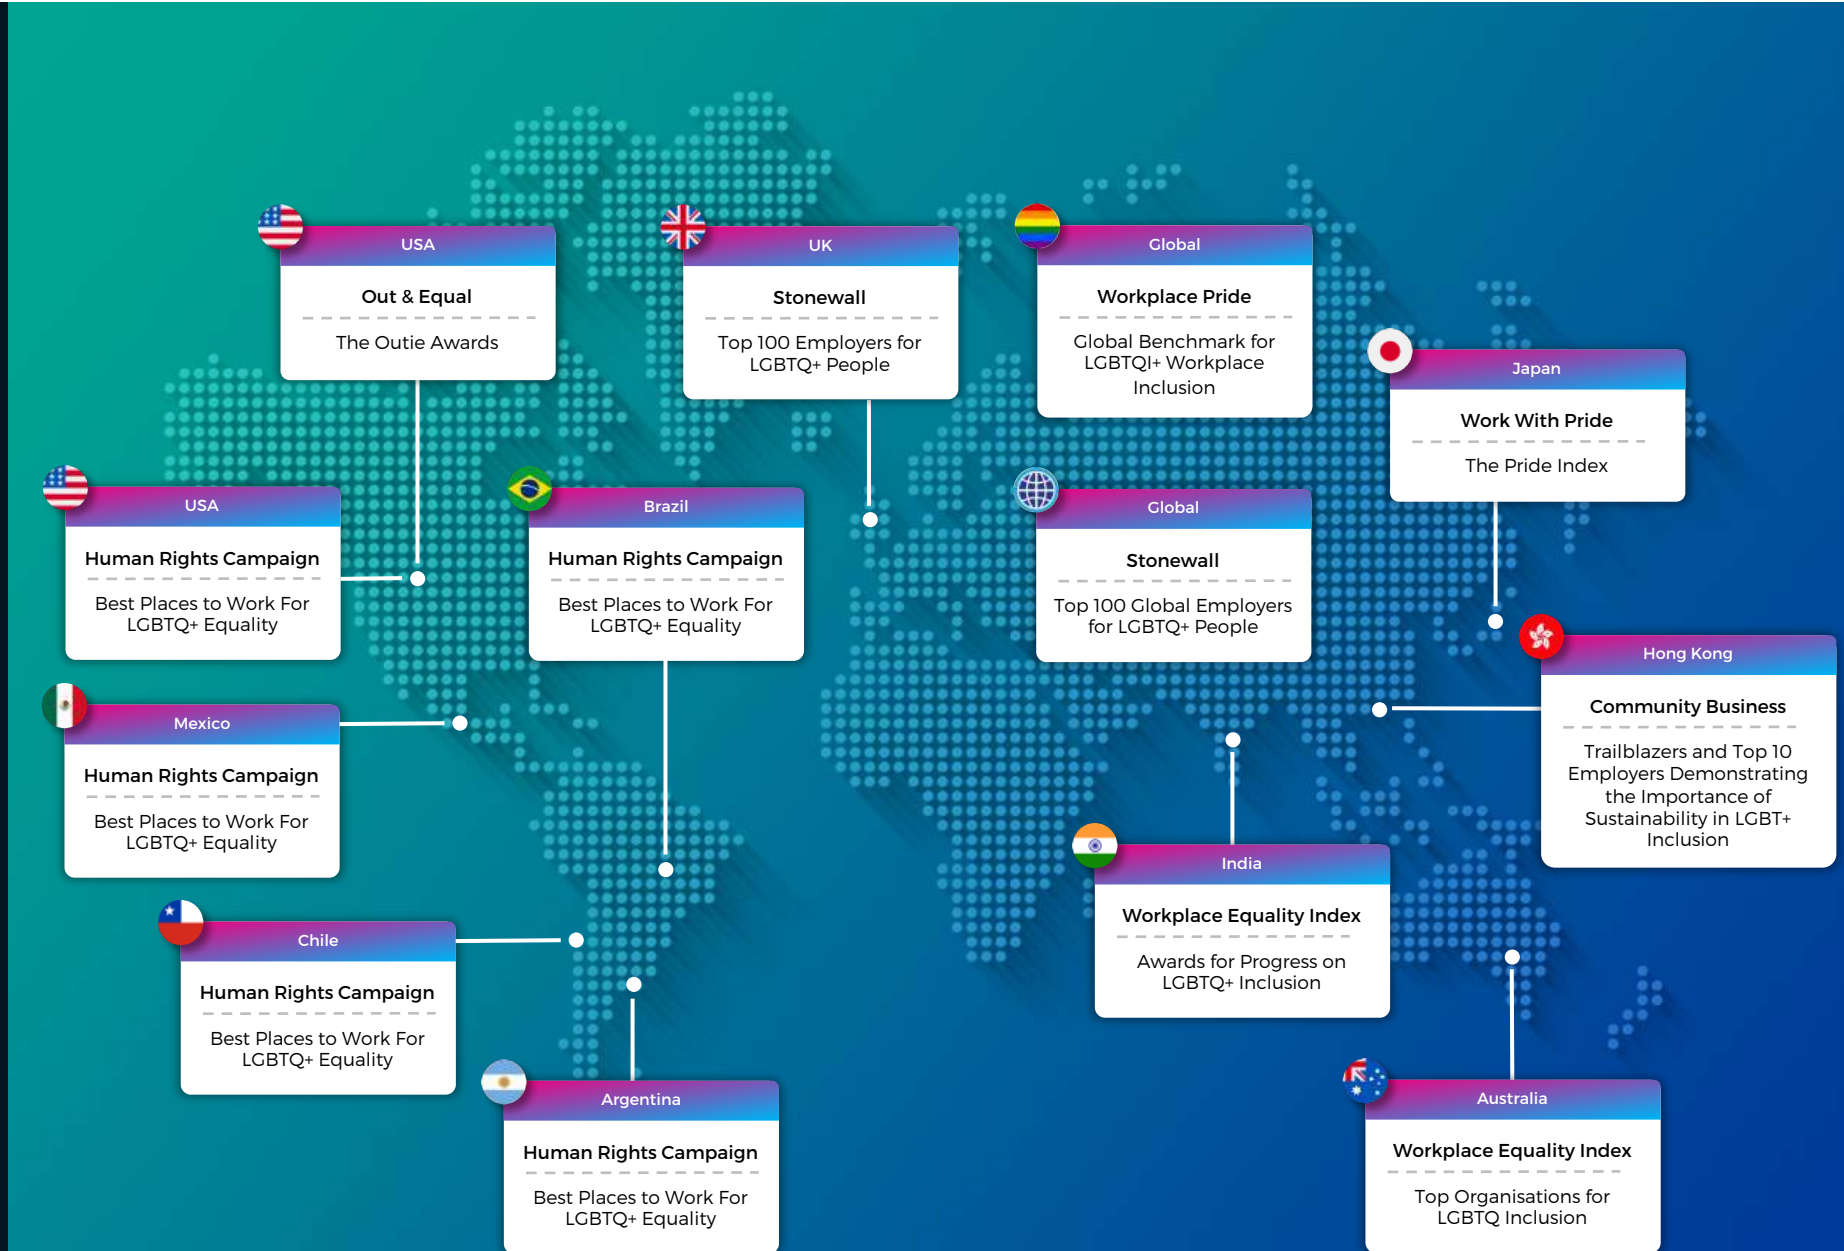 USA
Out & Equal
The Outie Awards
UK
Stonewall
Top 100 Employers for
LGBTQ+ People
Global
Workplace Pride
Global Benchmark for
LGBTQI+ Workplace
Inclusion
Japan
Work With Pride
The Pride Index
USA
Human Rights Campaign
Best Places to Work For
LGBTQ+ Equality
Brazil
Human Rights Campaign
Best Places to Work For
LGBTQ+ Equality
Global
Stonewall
Top 100 Global Employers
for LGBTQ+ People
Hong Kong
Community Business
Trailblazers and Top 10
Employers Demonstrating
the Importance of
Sustainability in LGBT+
Inclusion
Mexico
Human Rights Campaign
Best Places to Work For
LGBTQ+ Equality
India
Workplace Equality Index
Awards for Progress on
LGBTQ+ Inclusion
Chile
Human Rights Campaign
Best Places to Work For
LGBTQ+ Equality
Argentina
Human Rights Campaign
Best Places to Work For
LGBTQ+ Equality
Australia
Workplace Equality Index
Top Organisations for
LGBTQ Inclusion